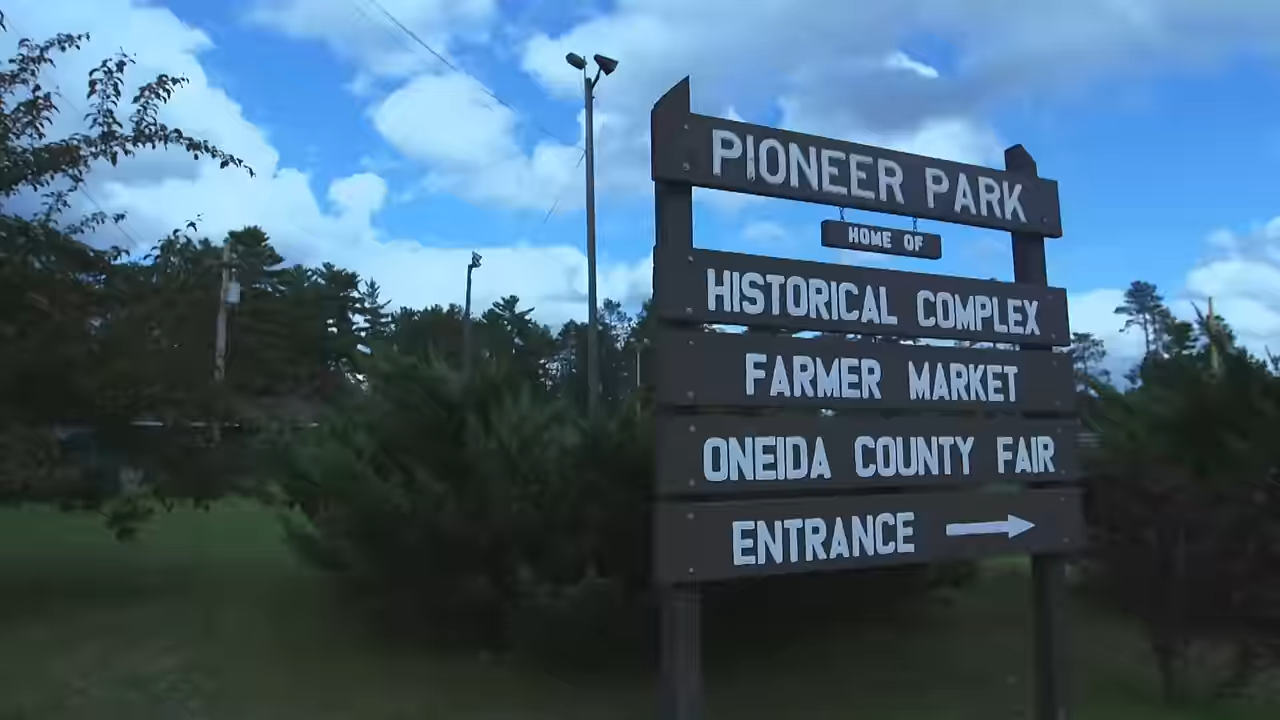 PIONEER PARK
HOME OF
HISTORICAL COMPLEX
FARMER MARKET
ONEIDA COUNTY FAIR
ENTRANCE